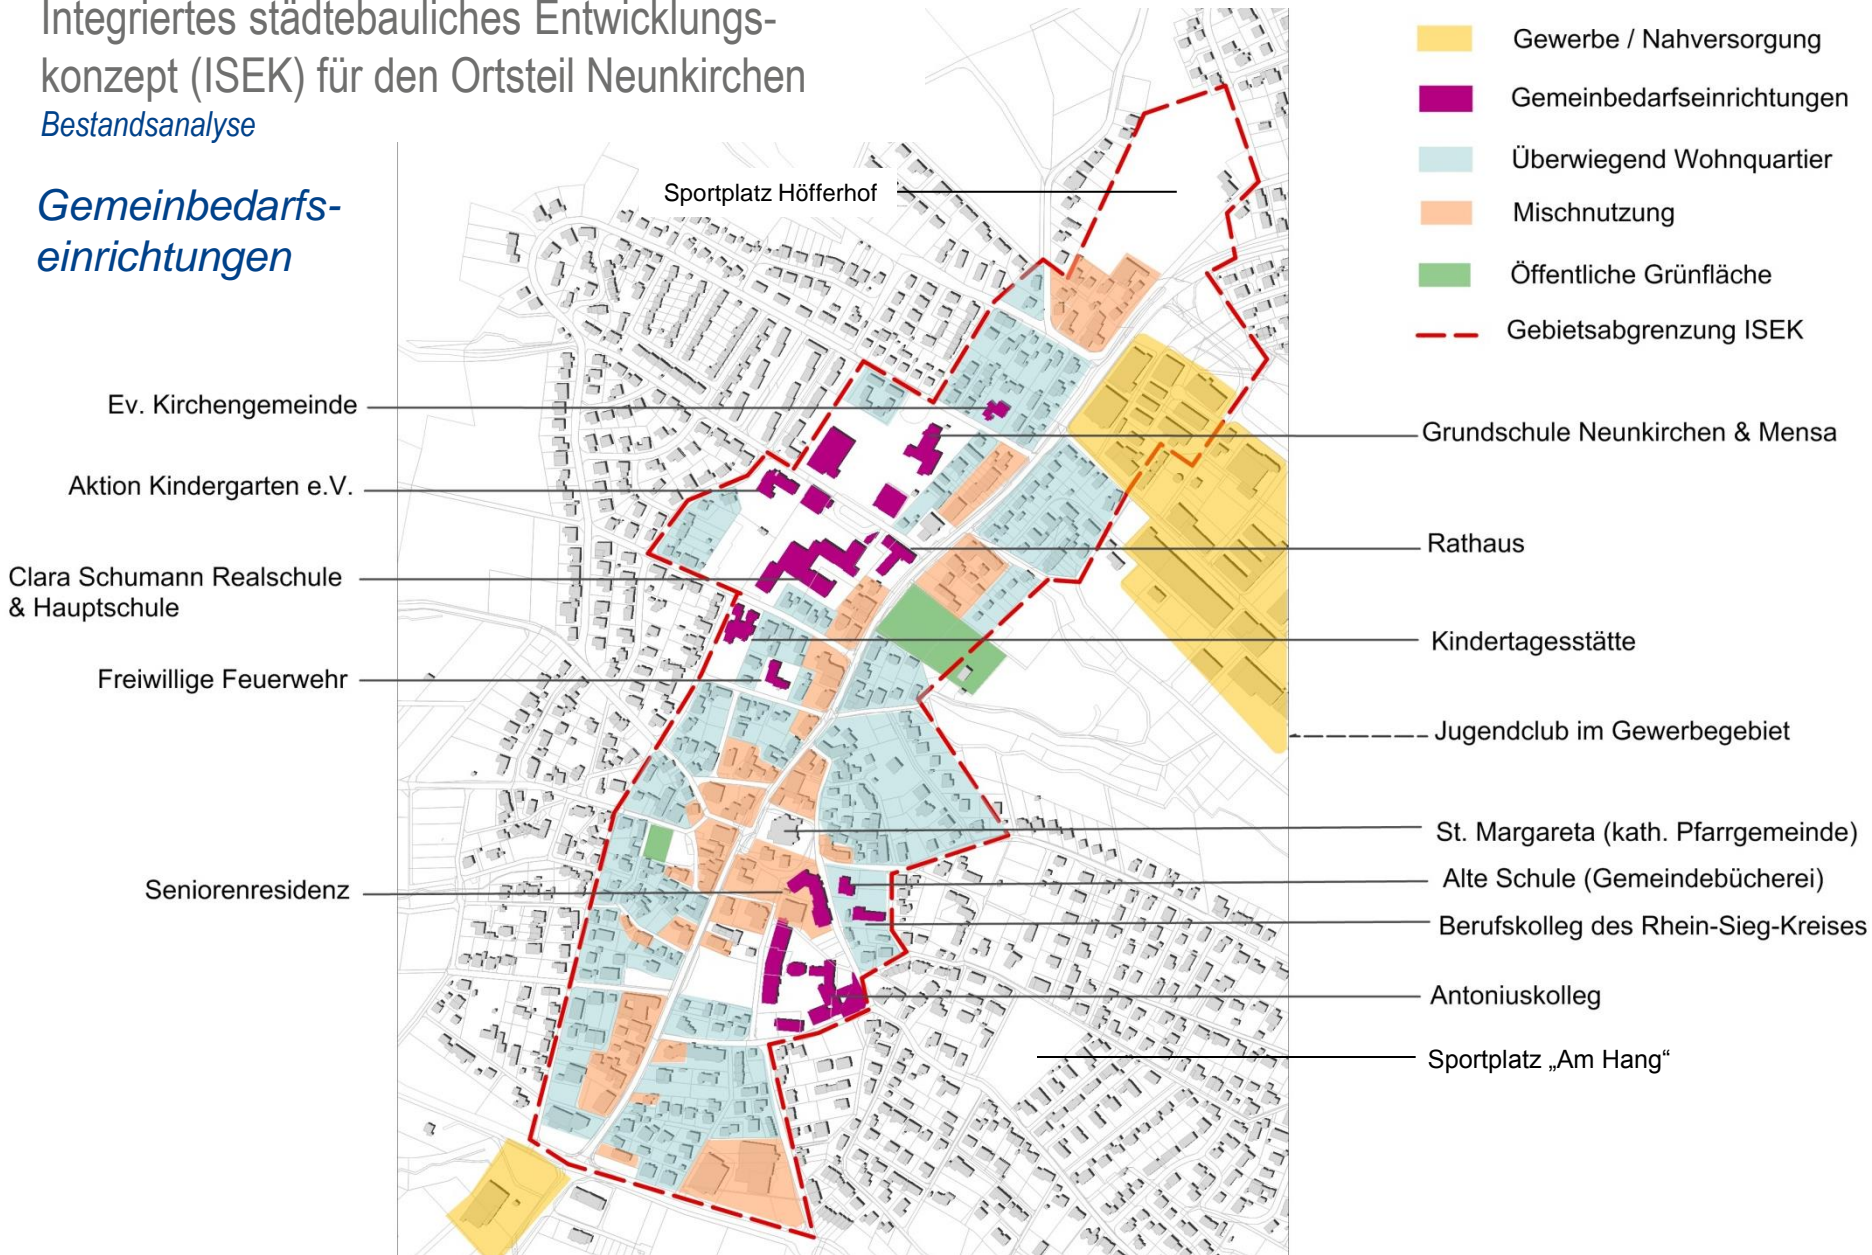 Integriertes städtebauliches Entwicklungs-
konzept (ISEK) für den Ortsteil Neunkirchen
Bestandsanalyse
Gemeinbedarfs-
einrichtungen
Gewerbe / Nahversorgung
Gemeinbedarfseinrichtungen
Überwiegend Wohnquartier
Mischnutzung
Öffentliche Grünfläche
Gebietsabgrenzung ISEK
Sportplatz Höfferhof
Ev. Kirchengemeinde
Aktion Kindergarten e.V.
Clara Schumann Realschule
& Hauptschule
Freiwillige Feuerwehr
Seniorenresidenz
Grundschule Neunkirchen & Mensa
Rathaus
Kindertagesstätte
Jugendclub im Gewerbegebiet
St. Margareta (kath. Pfarrgemeinde)
Alte Schule (Gemeindebücherei)
Berufskolleg des Rhein-Sieg-Kreises
Antoniuskolleg
Sportplatz „Am Hang“